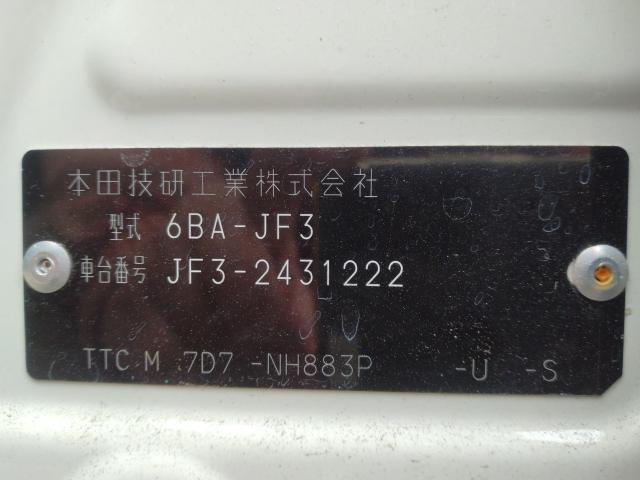 本田技研工業株式会社
型式 6BA-JF3
車台番号 JF3-2431222
TTC M 7D7 -NH883P -U -S